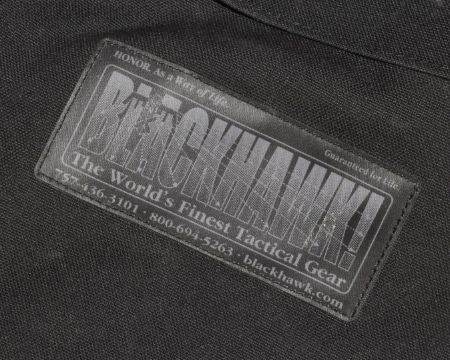 HONOR. As a Way of Life.
Guaranteed for Life.
BLACKHAWK!
The World's Finest Tactical Gear
757-436-3101 · 800-694-5263 · blackhawk.com